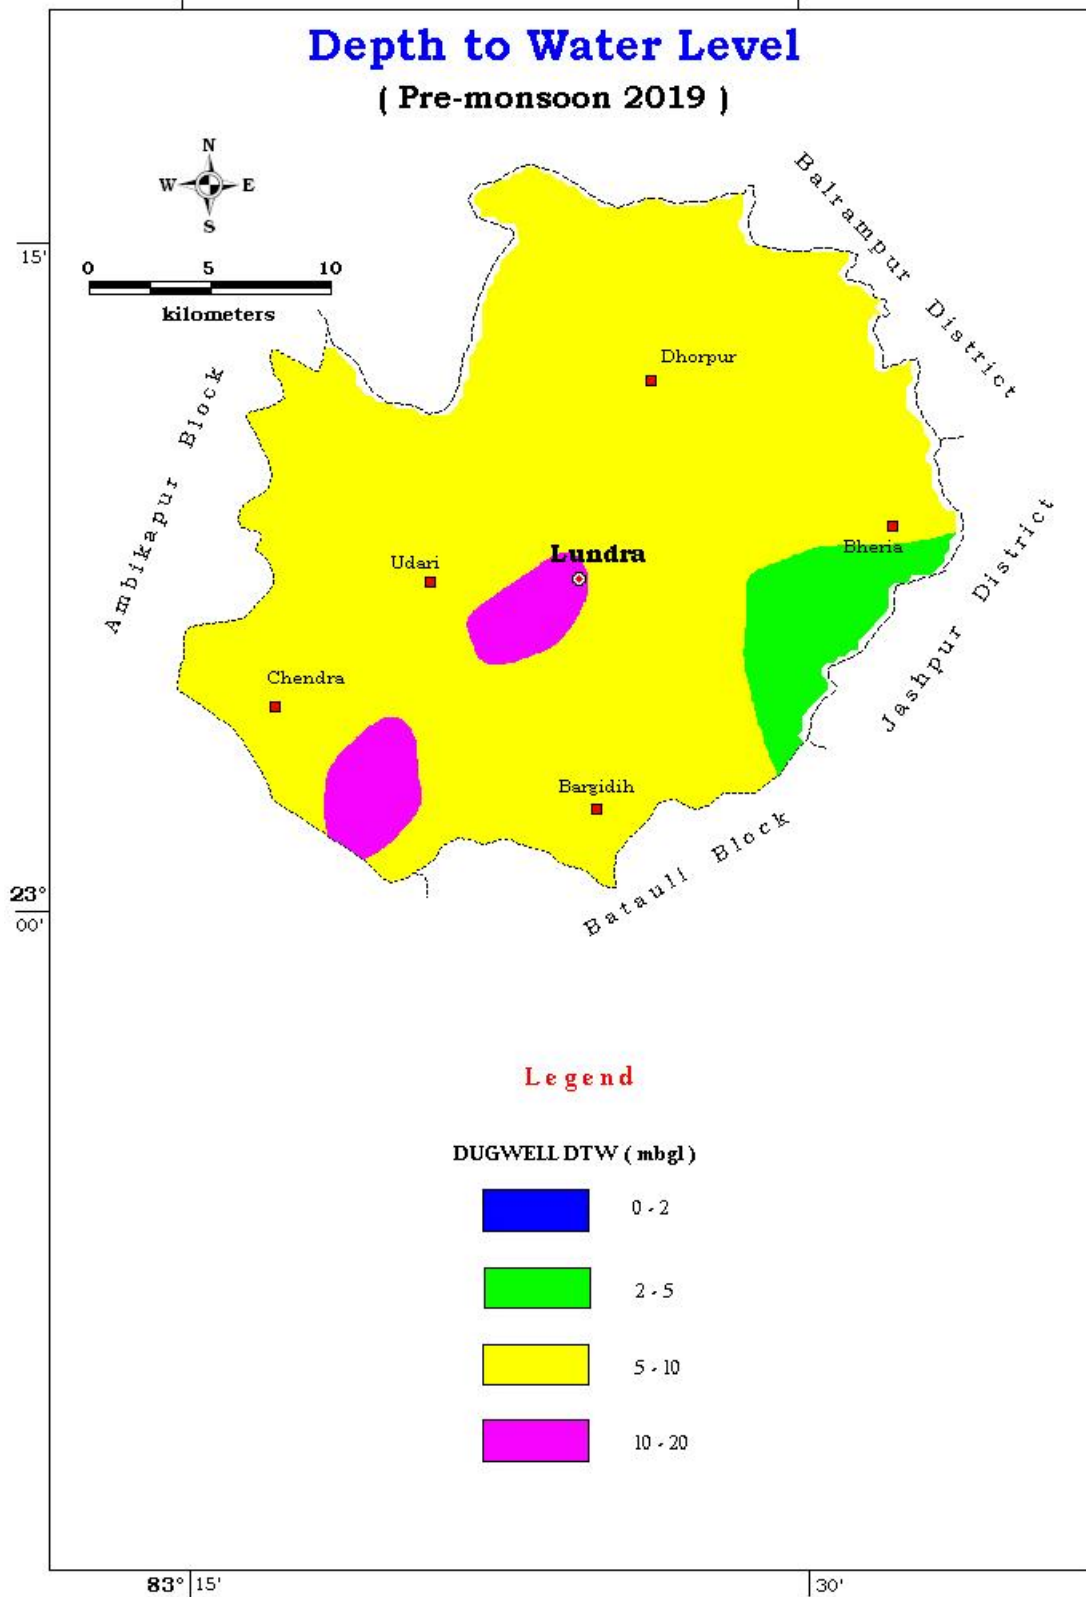 Depth to Water Level
( Pre-monsoon 2019 )
N
W E
S
15'
0 5 10
kilometers
Balrampur District
Dhorpur
Ambikapur Block
Jashpur District
Bheria
Lundra
Udari
Chendra
Bargidih
Batauli Block
23°
00'
Legend
DUGWELL DTW ( mbgl )
0 - 2
2 - 5
5 - 10
10 - 20
83° 15' 30'